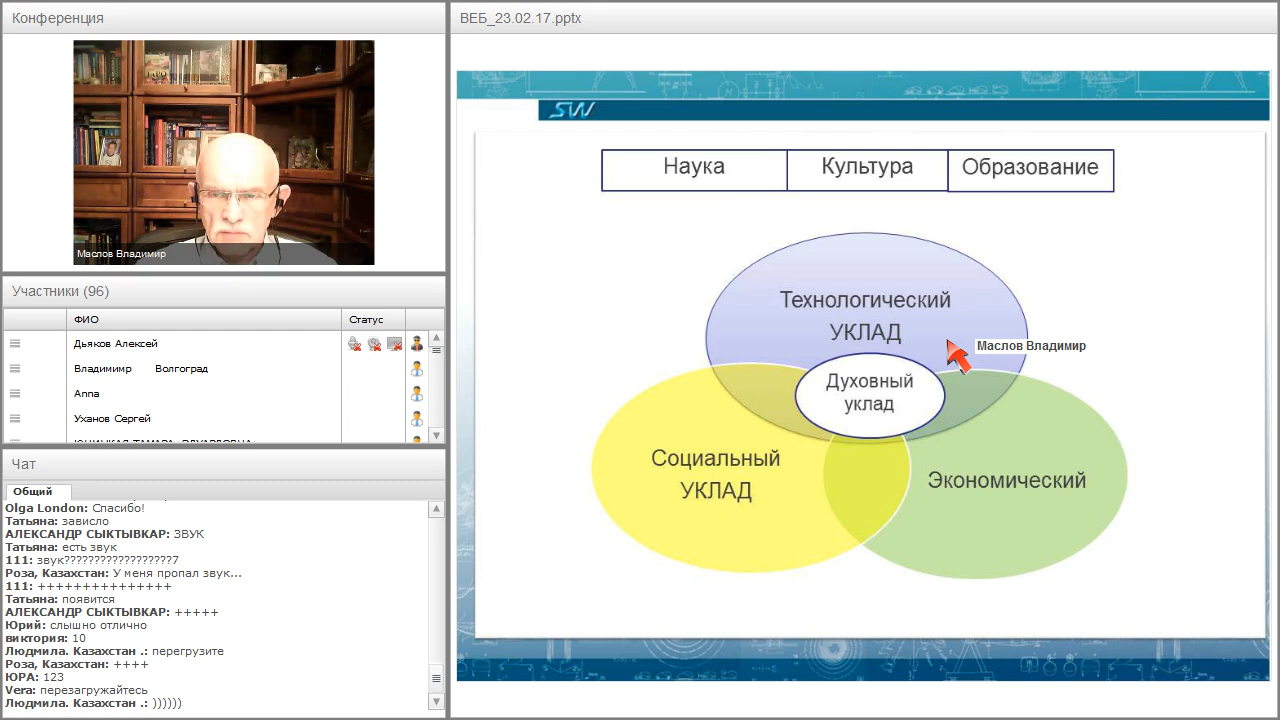 Конференция
Маслов Владимир
Участники (96)
ФИО
Статус
Дьяков Алексей
Владимимр Волгоград
Anna
Уханов Сергей
Чат
Общий
Olga London: Спасибо!
Татьяна: зависло
АЛЕКСАНДР СЫКТЫВКАР: ЗВУК
Татьяна: есть звук
111: звук??????????????????7
Роза, Казахстан: У меня пропал звук...
111: +++++++++++++++
Татьяна: появится
АЛЕКСАНДР СЫКТЫВКАР: +++++
Юрий: слышно отлично
виктория: 10
Людмила. Казахстан .: перегрузите
Роза, Казахстан: ++++
ЮРА: 123
Vera: перезагружайтесь
Людмила. Казахстан .: ))))))
ВЕБ_23.02.17.pptx
SW
Наука
Культура
Образование
Технологический
УКЛАД
Маслов Владимир
Духовный
уклад
Социальный
УКЛАД
Экономический